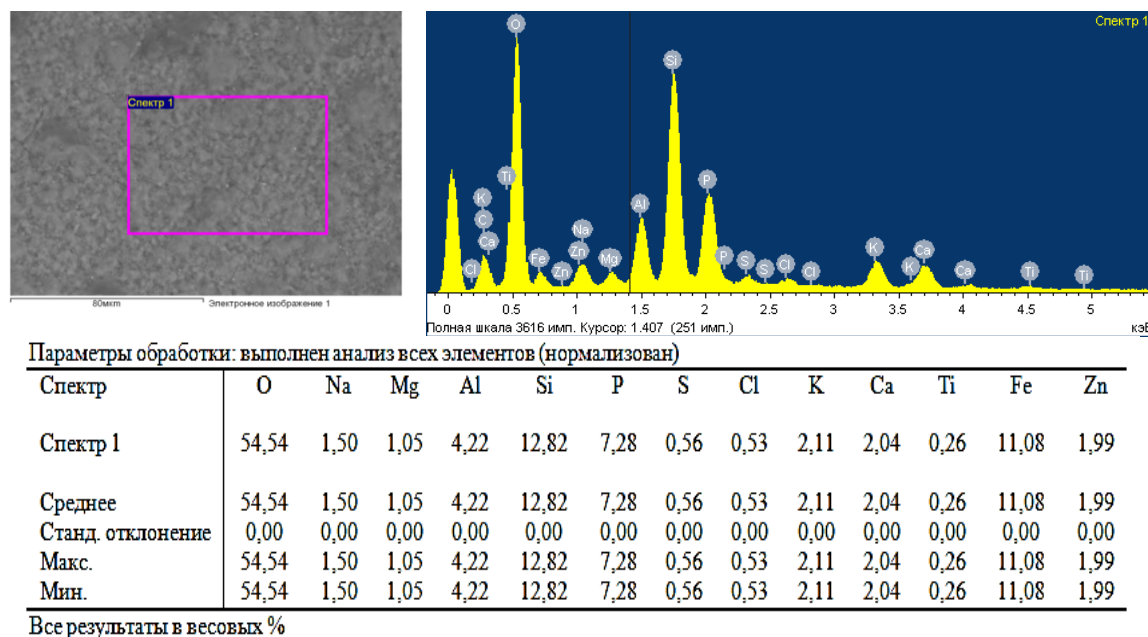 Спектр 1
80мкm Электронное изображение 1
Спектр 1
O
Si
Ti
P
K
C
Ca
Al
Na
Zn
Fe
Zn
Mg
Cl
P
S
S
Cl
Cl
K
K
Ca
Ca
Ti
Ti
0 0.5 1 1.5 2 2.5 3 3.5 4 4.5 5
Полная шкала 3616 имп. Курсор: 1.407 (251 имп.) кэВ
Параметры обработки: выполнен анализ всех элементов (нормализован)
Спектр O Na Mg Al Si P S Cl K Ca Ti Fe Zn
Спектр 1 54,54 1,50 1,05 4,22 12,82 7,28 0,56 0,53 2,11 2,04 0,26 11,08 1,99
Среднее 54,54 1,50 1,05 4,22 12,82 7,28 0,56 0,53 2,11 2,04 0,26 11,08 1,99
Станд. отклонение 0,00 0,00 0,00 0,00 0,00 0,00 0,00 0,00 0,00 0,00 0,00 0,00 0,00
Макс. 54,54 1,50 1,05 4,22 12,82 7,28 0,56 0,53 2,11 2,04 0,26 11,08 1,99
Мин. 54,54 1,50 1,05 4,22 12,82 7,28 0,56 0,53 2,11 2,04 0,26 11,08 1,99
Все результаты в весовых %